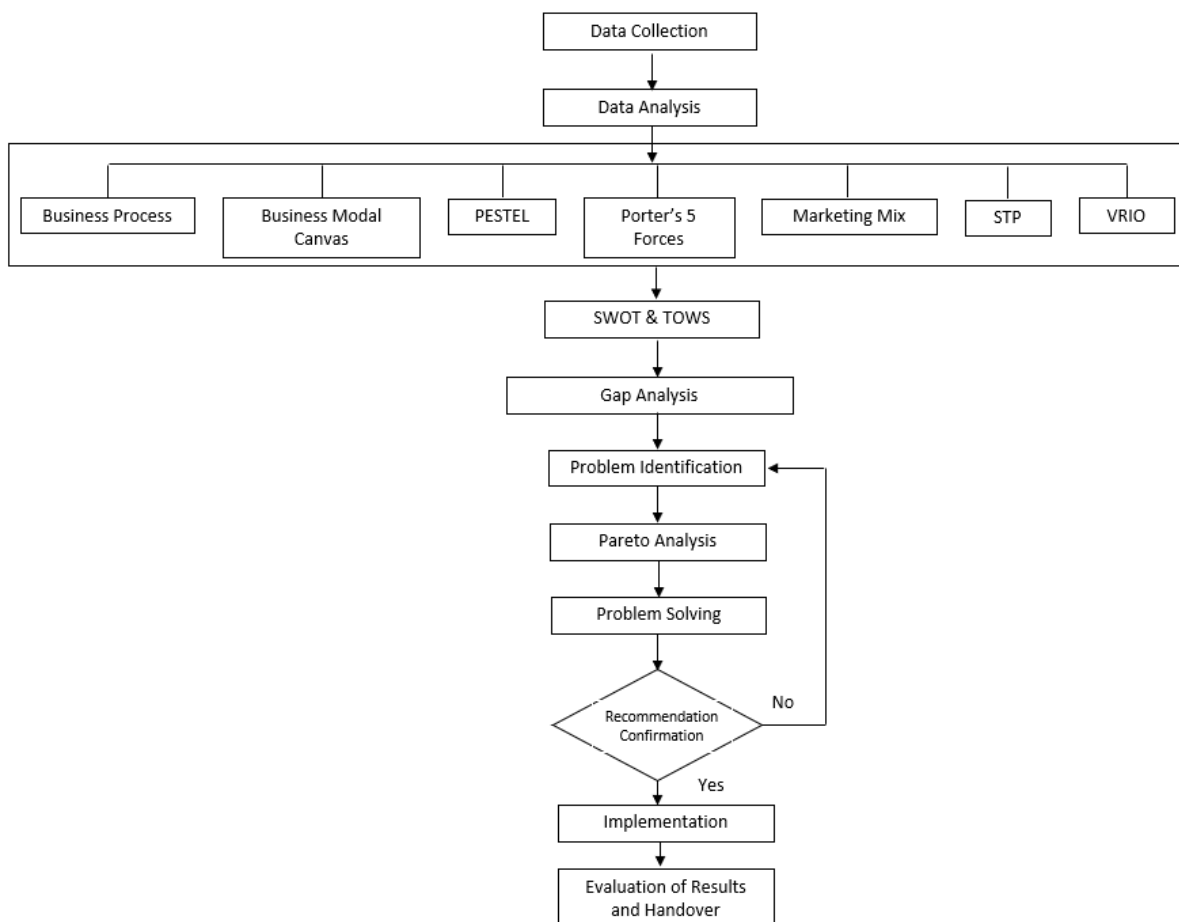 Data Collection
Data Analysis
Business Process
Business Modal
Canvas
PESTEL
Porter’s 5
Forces
Marketing Mix
STP
VRIO
SWOT & TOWS
Gap Analysis
Problem Identification
Pareto Analysis
Problem Solving
Recommendation
Confirmation
No
Yes
Implementation
Evaluation of Results
and Handover